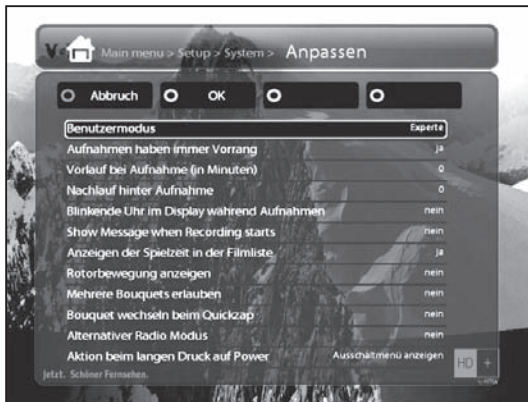 Main menu > Setup > System > Anpassen
Abbruch OK
Benutzermodus Experte
Aufnahmen haben immer Vorrang ja
Vorlauf bei Aufnahme (in Minuten) 0
Nachlauf hinter Aufnahme 0
Blinkende Uhr im Display während Aufnahmen nein
Show Message when Recording starts nein
Anzeigen der Spielzeit in der Filmliste ja
Rotorbewegung anzeigen nein
Mehrere Bouquets erlauben nein
Bouquet wechseln beim Quickzap nein
Alternativer Radio Modus nein
Aktion beim langen Druck auf Power Ausschaltmenü anzeigen
HD +
Jetzt. Schöner Fernsehen.